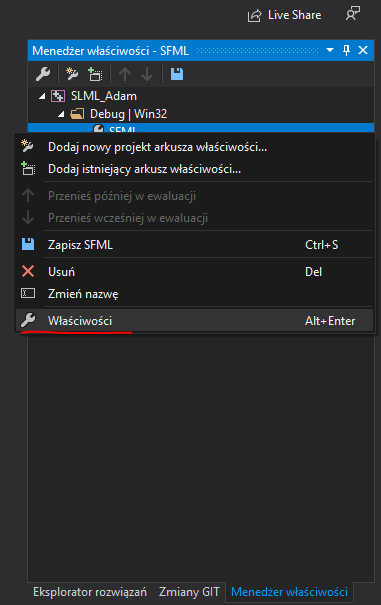 Live Share
Menedżer właściwości - SFML
SLML_Adam
Debug | Win32
SFML
Dodaj nowy projekt arkusza właściwości...
Dodaj istniejący arkusz właściwości...
Przenieś później w ewaluacji
Przenieś wcześniej w ewaluacji
Zapisz SFML Ctrl+S
Usuń Del
Zmień nazwę
Właściwości Alt+Enter
Eksplorator rozwiązań Zmiany GIT Menedżer właściwości